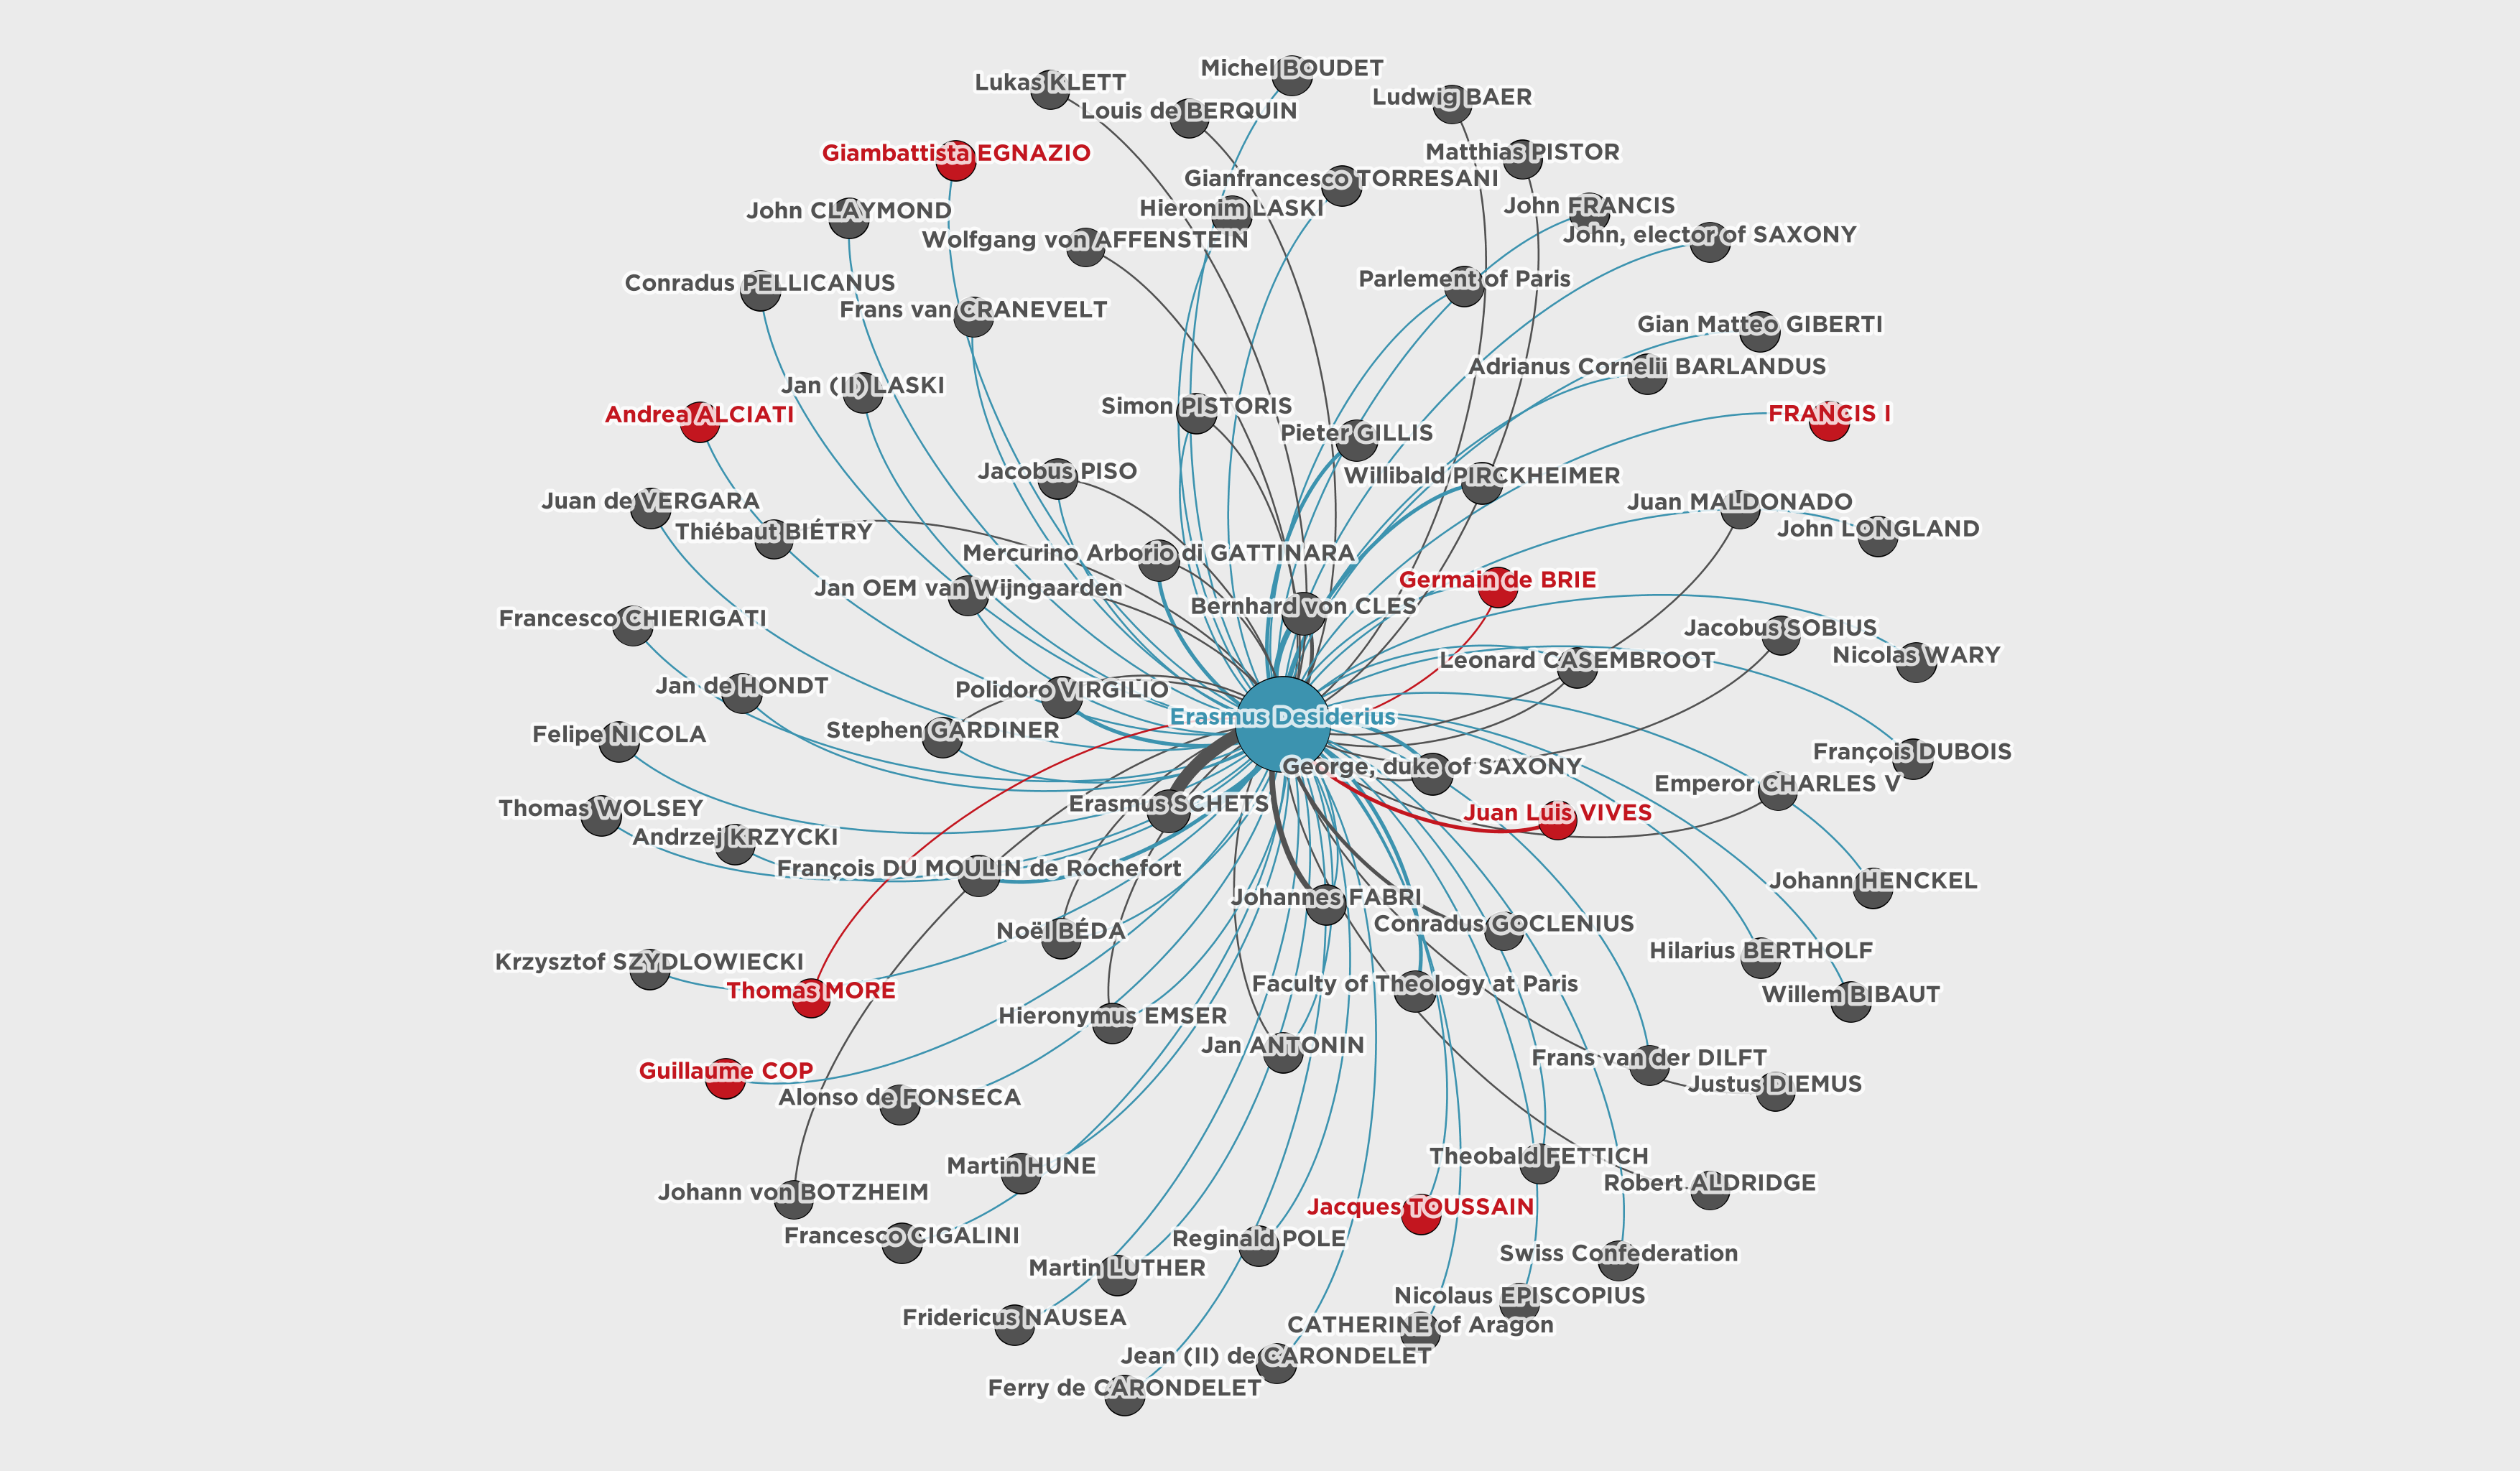 Michel BOUDET
Lukas KLETT
Ludwig BAER
Louis de BERQUIN
Giambattista EGNAZIO
Matthias PISTOR
Gianfrancesco TORRESANI
John FRANCIS
Hieronim LASKI
John CLAYMOND
John, elector of SAXONY
Wolfgang von AFFENSTEIN
Parlement of Paris
Conradus PELLICANUS
Frans van CRANEVELT
Gian Matteo GIBERTI
Adrianus Cornelii BARLANDUS
Jan (II) LASKI
Simon PISTORIS
FRANCIS I
Andrea ALCIATI
Pieter GILLIS
Jacobus PISO
Willibald PIRCKHEIMER
Juan de VERGARA
Juan MALDONADO
John LONGLAND
Thiébaut BIÉTRY
Mercurino Arborio di GATTINARA
Germain de BRIE
Jan OEM van Wijngaarden
Bernhard von CLES
Francesco CHIERIGATI
Jacobus SOBIUS
Nicolas WARY
Leonard CASEMBROOT
Jan de HONDT
Polidoro VIRGILIO
Erasmus Desiderius
Stephen GARDINER
Felipe NICOLA
François DUBOIS
George, duke of SAXONY
Emperor CHARLES V
Erasmus SCHETS
Thomas WOLSEY
Juan Luis VIVES
Andrzej KRZYCKI
François DU MOULIN de Rochefort
Johann HENCKEL
Johannes FABRI
Conradus GOCLENIUS
Noël BÉDA
Hilarius BERTHOLF
Krzysztof SZYDLOWIECKI
Faculty of Theology at Paris
Thomas MORE
Willem BIBAUT
Hieronymus EMSER
Jan ANTONIN
Frans van der DILFT
Guillaume COP
Justus DIEMUS
Alonso de FONSECA
Theobald FETTICH
Martin HUNE
Robert ALDRIDGE
Johann von BOTZHEIM
Jacques TOUSSAIN
Francesco CIGALINI
Reginald POLE
Swiss Confederation
Martin LUTHER
Nicolaus EPISCOPIUS
Fridericus NAUSEA
CATHERINE of Aragon
Jean (II) de CARONDELET
Ferry de CARONDELET